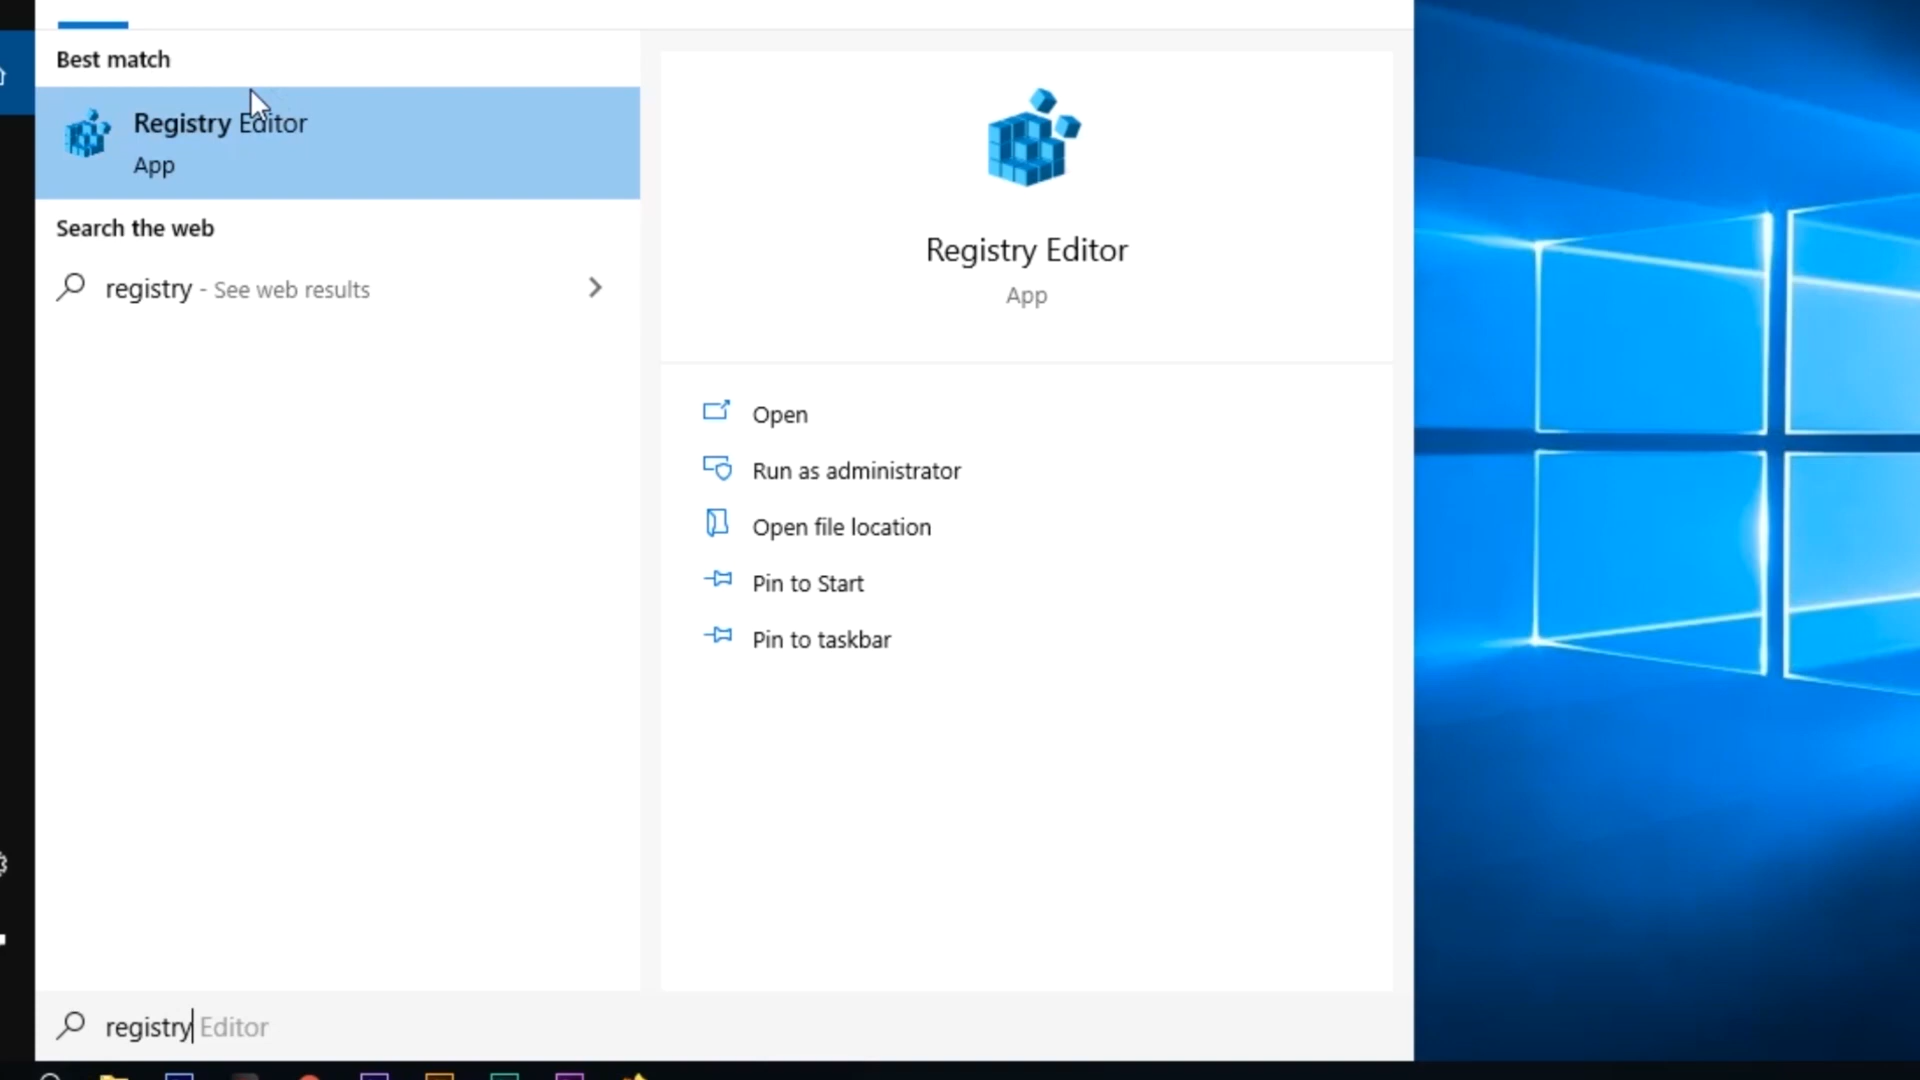 Best match
Registry Editor
App
Search the web
registry - See web results
Registry Editor
App
Open
Run as administrator
Open file location
Pin to Start
Pin to taskbar
registry Editor